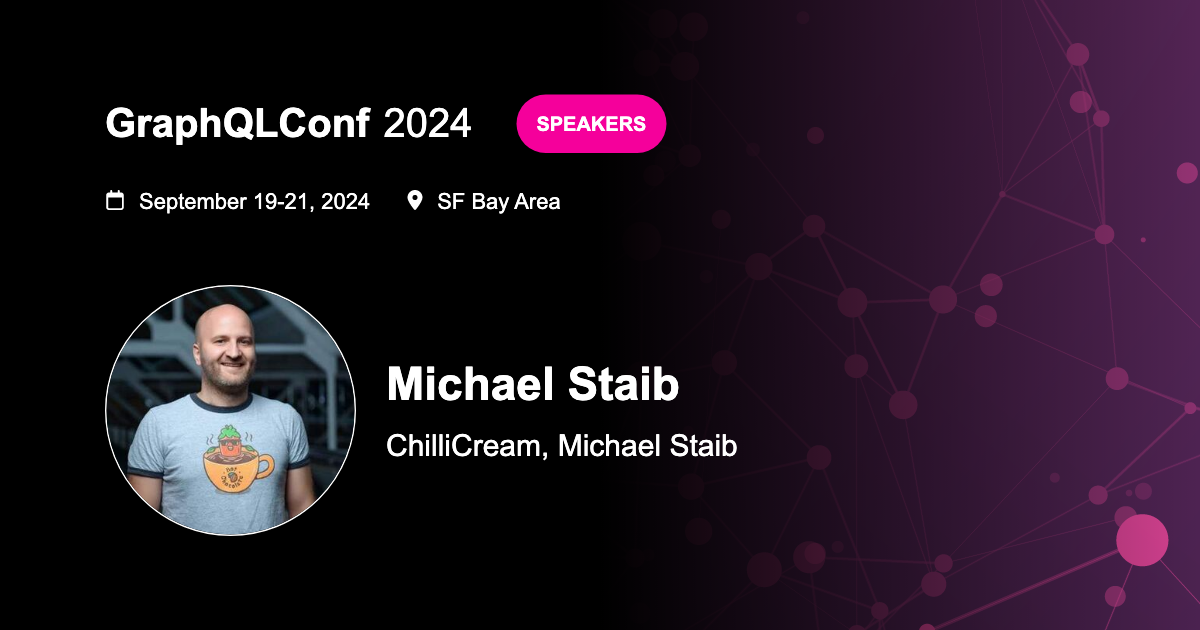 GraphQLConf 2024
SPEAKERS
September 19-21, 2024
SF Bay Area
Michael Staib
ChilliCream, Michael Staib